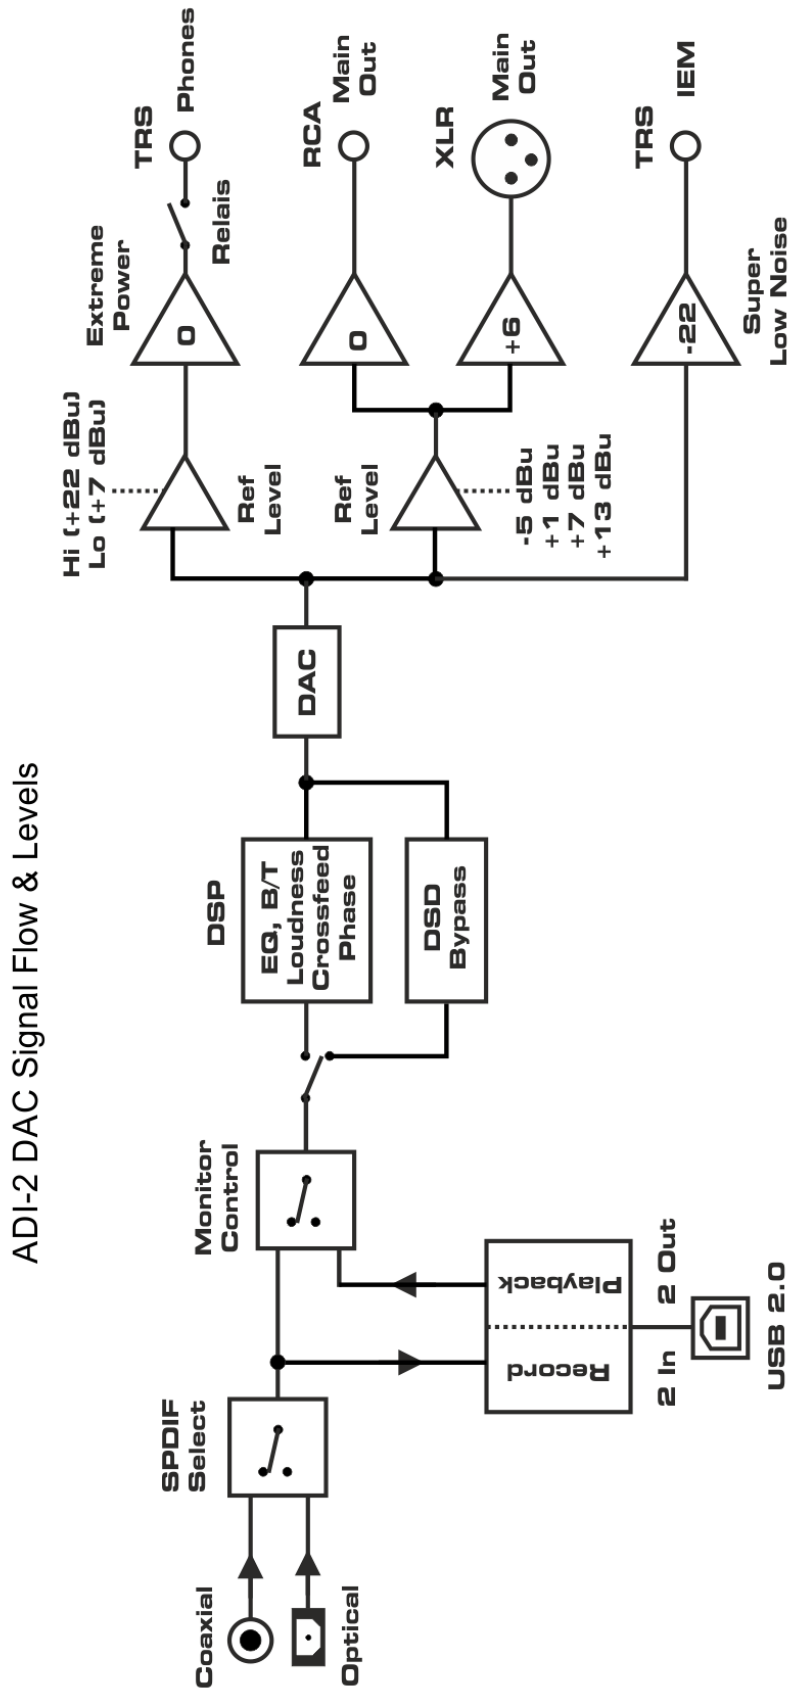 ADI-2 DAC Signal Flow & Levels
Coaxial
Optical
SPDIF
Select
Monitor
Control
Record
Playback
2 In
2 Out
USB 2.0
DSP
EQ, B/T
Loudness
Crossfeed
Phase
DSD
Bypass
DAC
Hi (+22 dBu)
Lo (+7 dBu)
Ref
Level
Ref
Level
-5 dBu
+1 dBu
+7 dBu
+13 dBu
Extreme
Power
0
Relais
TRS
Phones
0
RCA
Main
Out
+6
XLR
Main
Out
-22
Super
Low Noise
TRS
IEM